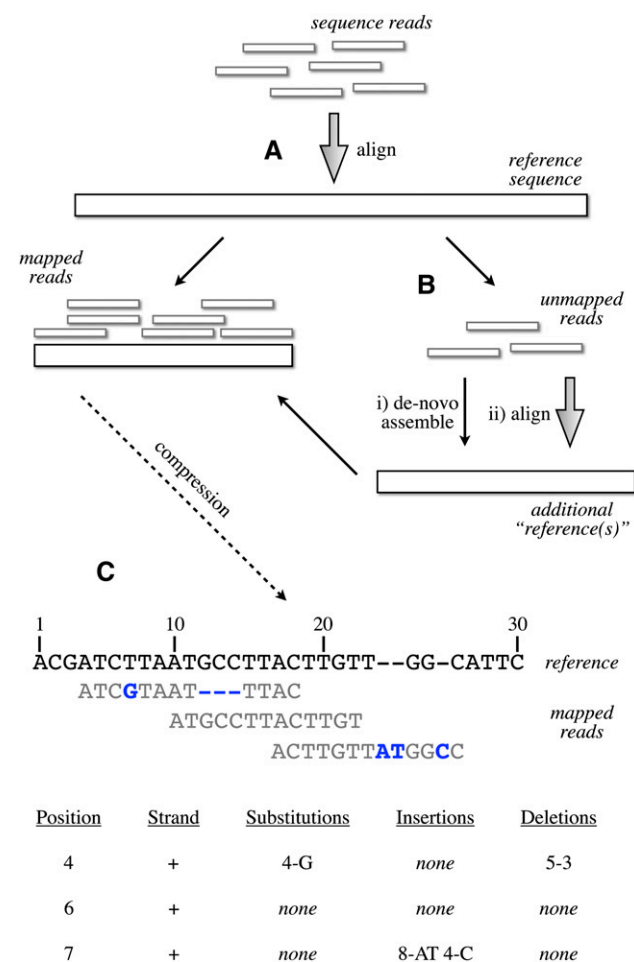 sequence reads
A
align
reference
sequence
mapped
reads
B
unmapped
reads
i) de-novo
assemble
ii) align
compression
additional
“reference(s)”
C
1 10 20 30
ACGATCTTAATGCCTTACTTGTT--GG-CATTC reference
ATCGTAAT---TTAC
ATGCCTTACTTGT
mapped
reads
ACTTGTTATGGCC
Position Strand Substitutions Insertions Deletions
4 + 4-G none 5-3
6 + none none none
7 + none 8-AT 4-C none